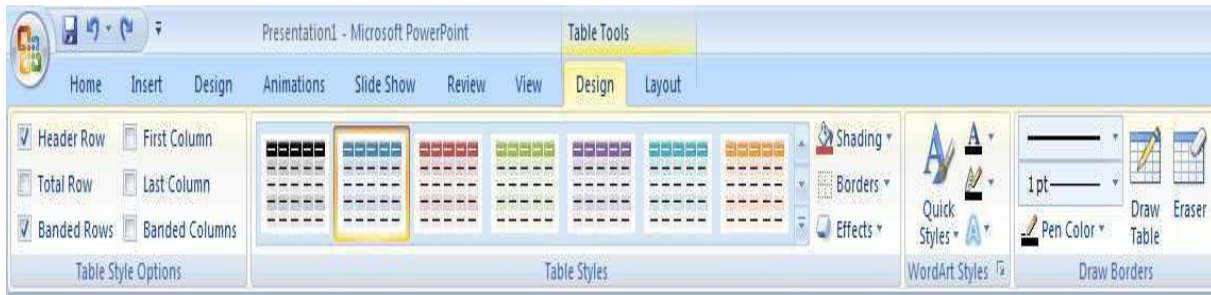 Presentation1 - Microsoft PowerPoint Table Tools
Home Insert Design Animations Slide Show Review View Design Layout
Header Row First Column
Total Row Last Column
Banded Rows Banded Columns
Table Style Options
Shading
Borders
Effects
Table Styles
Quick
Styles
WordArt Styles
1 pt
Pen Color
Draw
Table
Eraser
Draw Borders